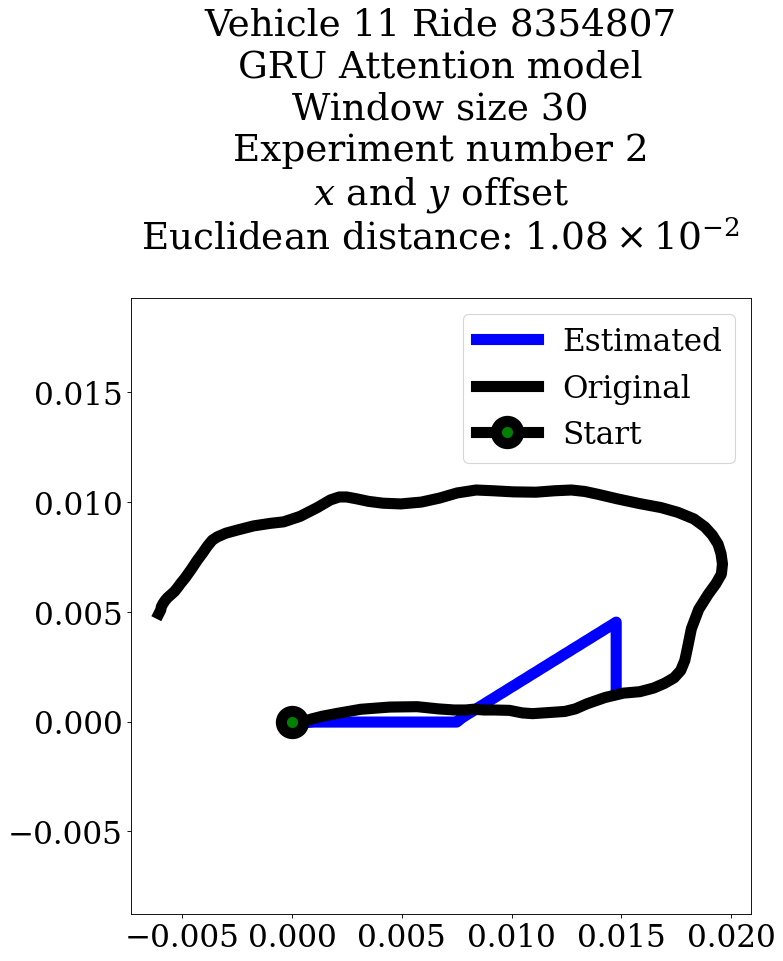 Vehicle 11 Ride 8354807
GRU Attention model
Window size 30
Experiment number 2
x and y offset
Euclidean distance: 1.08 × 10⁻²
Estimated
Original
Start
0.015
0.010
0.005
0.000
−0.005
−0.005 0.000 0.005 0.010 0.015 0.020